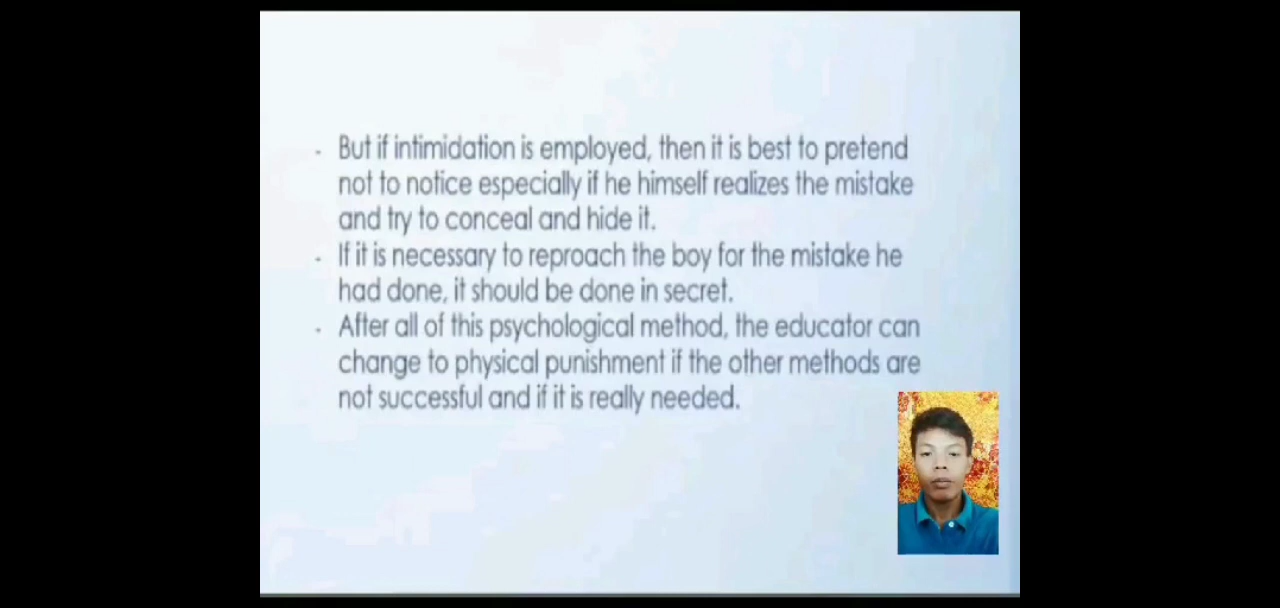 - But if intimidation is employed, then it is best to pretend
not to notice especially if he himself realizes the mistake
and try to conceal and hide it.
- If it is necessary to reproach the boy for the mistake he
had done, it should be done in secret.
- After all of this psychological method, the educator can
change to physical punishment if the other methods are
not successful and if it is really needed.